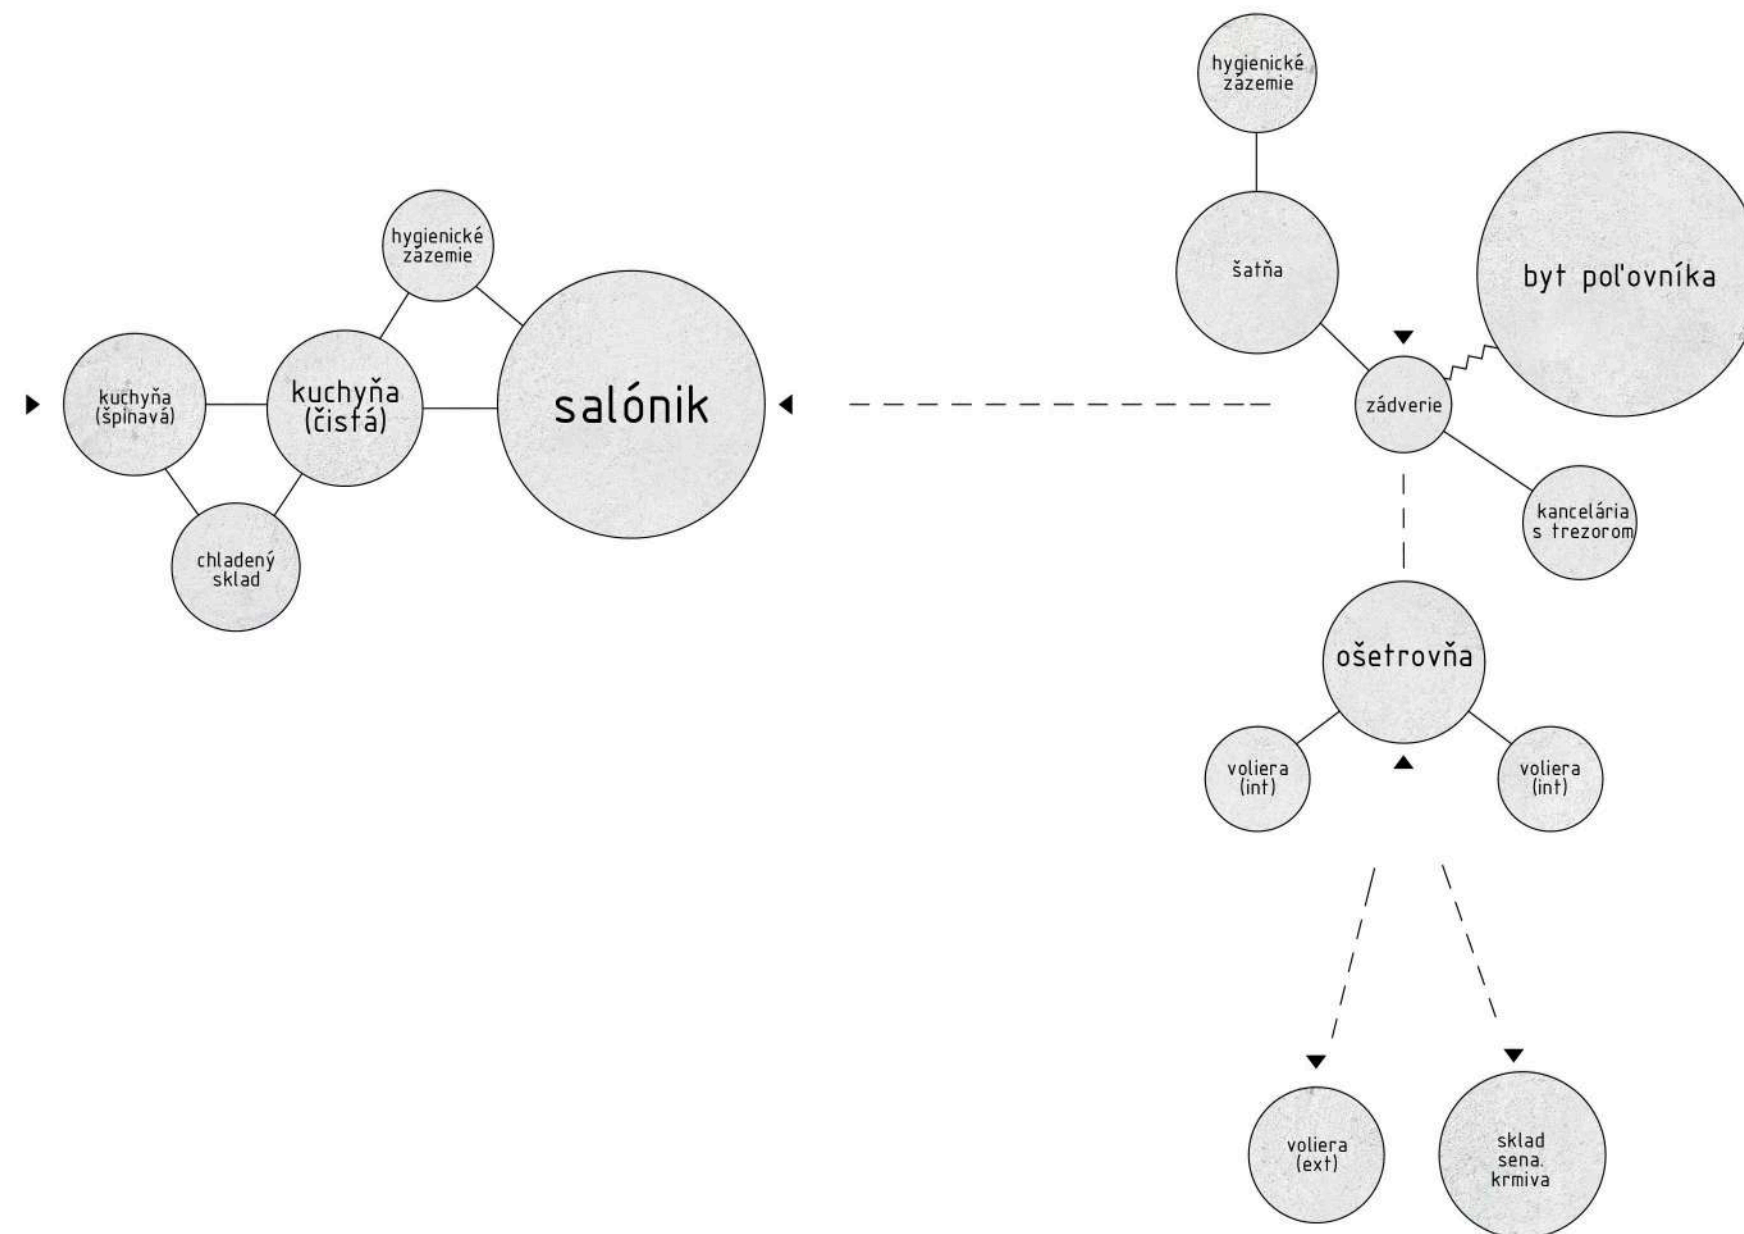 hygienické
zázemie
hygienické
zázemie
šatňa
byt poľovníka
kuchyňa
(špinavá)
kuchyňa
(čistá)
salónik
zádverie
chladený
sklad
kancelária
s trezorom
ošetrovňa
voliera
(int)
voliera
(int)
voliera
(ext)
sklad
sena.
krmiva